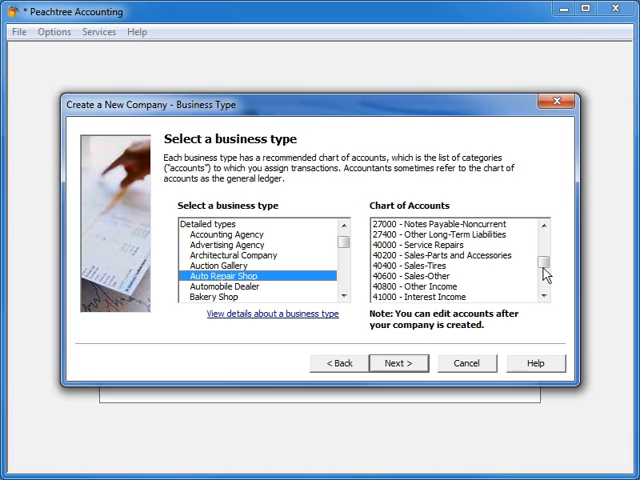 * Peachtree Accounting
File Options Services Help
Create a New Company - Business Type
Select a business type
Each business type has a recommended chart of accounts, which is the list of categories
("accounts") to which you assign transactions. Accountants sometimes refer to the chart of
accounts as the general ledger.
Select a business type
Detailed types
Accounting Agency
Advertising Agency
Architectural Company
Auction Gallery
Auto Repair Shop
Automobile Dealer
Bakery Shop
View details about a business type
Chart of Accounts
27000 - Notes Payable-Noncurrent
27400 - Other Long-Term Liabilities
40000 - Service Repairs
40200 - Sales-Parts and Accessories
40400 - Sales-Tires
40600 - Sales-Other
40800 - Other Income
41000 - Interest Income
Note: You can edit accounts after
your company is created.
< Back Next > Cancel Help